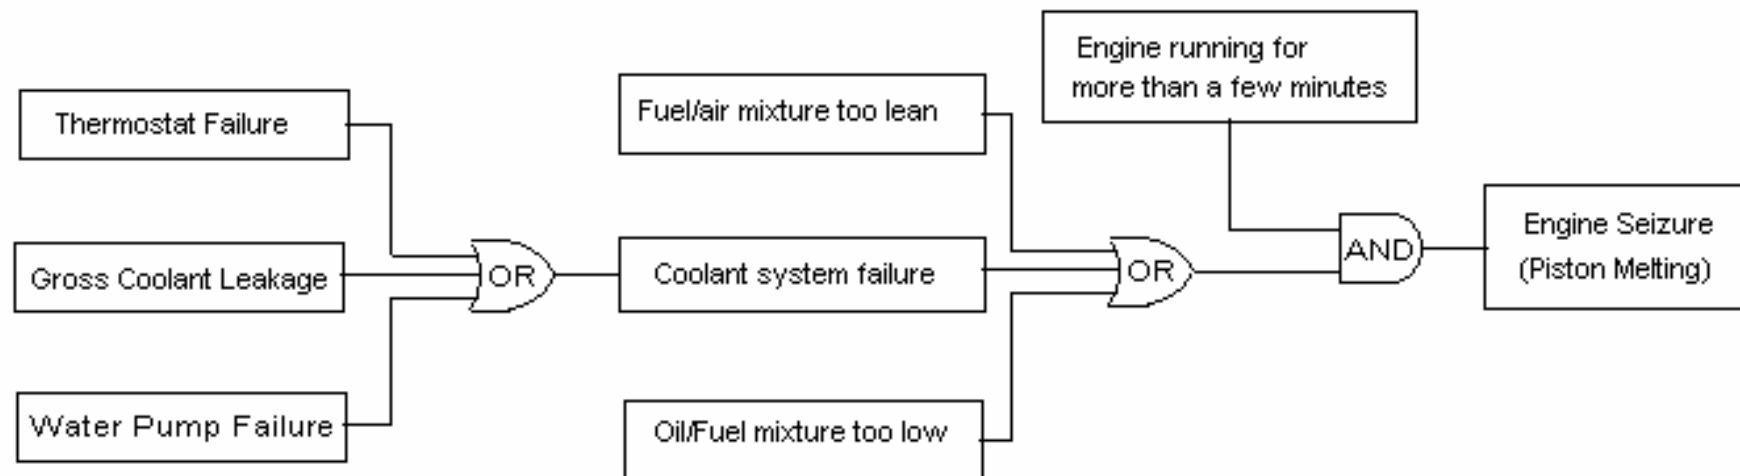 Thermostat Failure
Gross Coolant Leakage
Water Pump Failure
OR
Fuel/air mixture too lean
Coolant system failure
Oil/Fuel mixture too low
OR
Engine running for
more than a few minutes
AND
Engine Seizure
(Piston Melting)